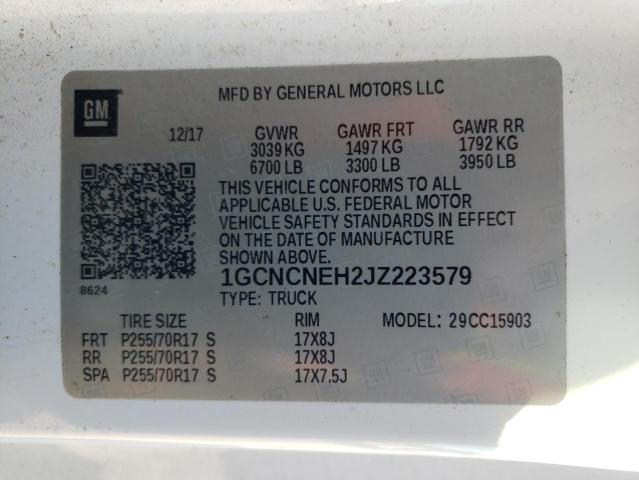 GM
MFD BY GENERAL MOTORS LLC
12/17 GVWR GAWR FRT GAWR RR
3039 KG 1497 KG 1792 KG
6700 LB 3300 LB 3950 LB
THIS VEHICLE CONFORMS TO ALL
APPLICABLE U.S. FEDERAL MOTOR
VEHICLE SAFETY STANDARDS IN EFFECT
ON THE DATE OF MANUFACTURE
SHOWN ABOVE.
8624
1GCNCNEH2JZ223579
TYPE: TRUCK
TIRE SIZE RIM MODEL: 29CC15903
FRT P255/70R17 S 17X8J
RR P255/70R17 S 17X8J
SPA P255/70R17 S 17X7.5J